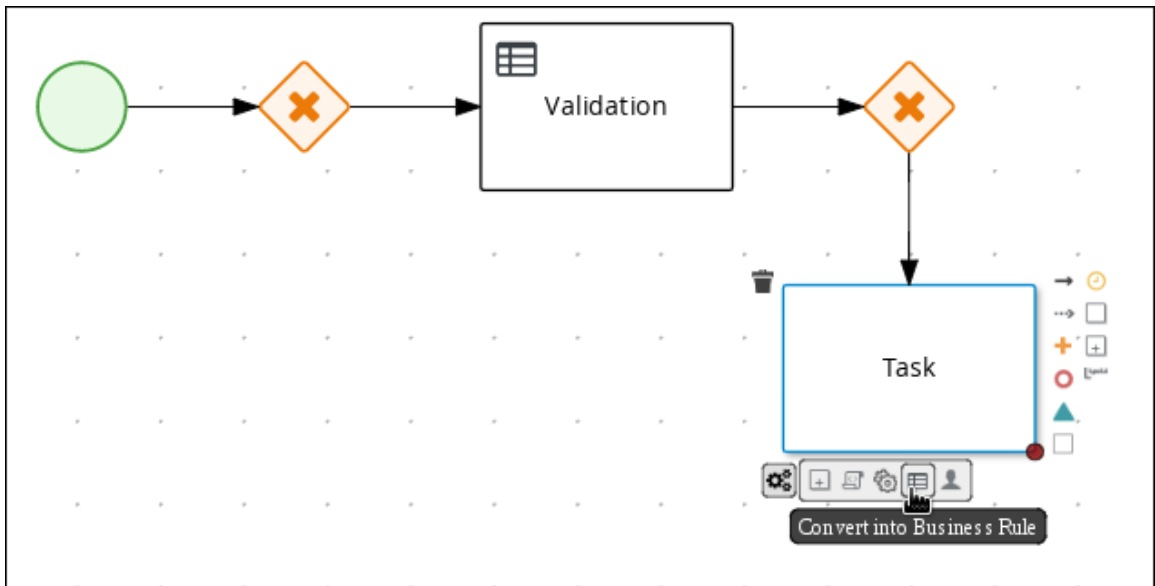 Validation
Task
Convert into Business Rule